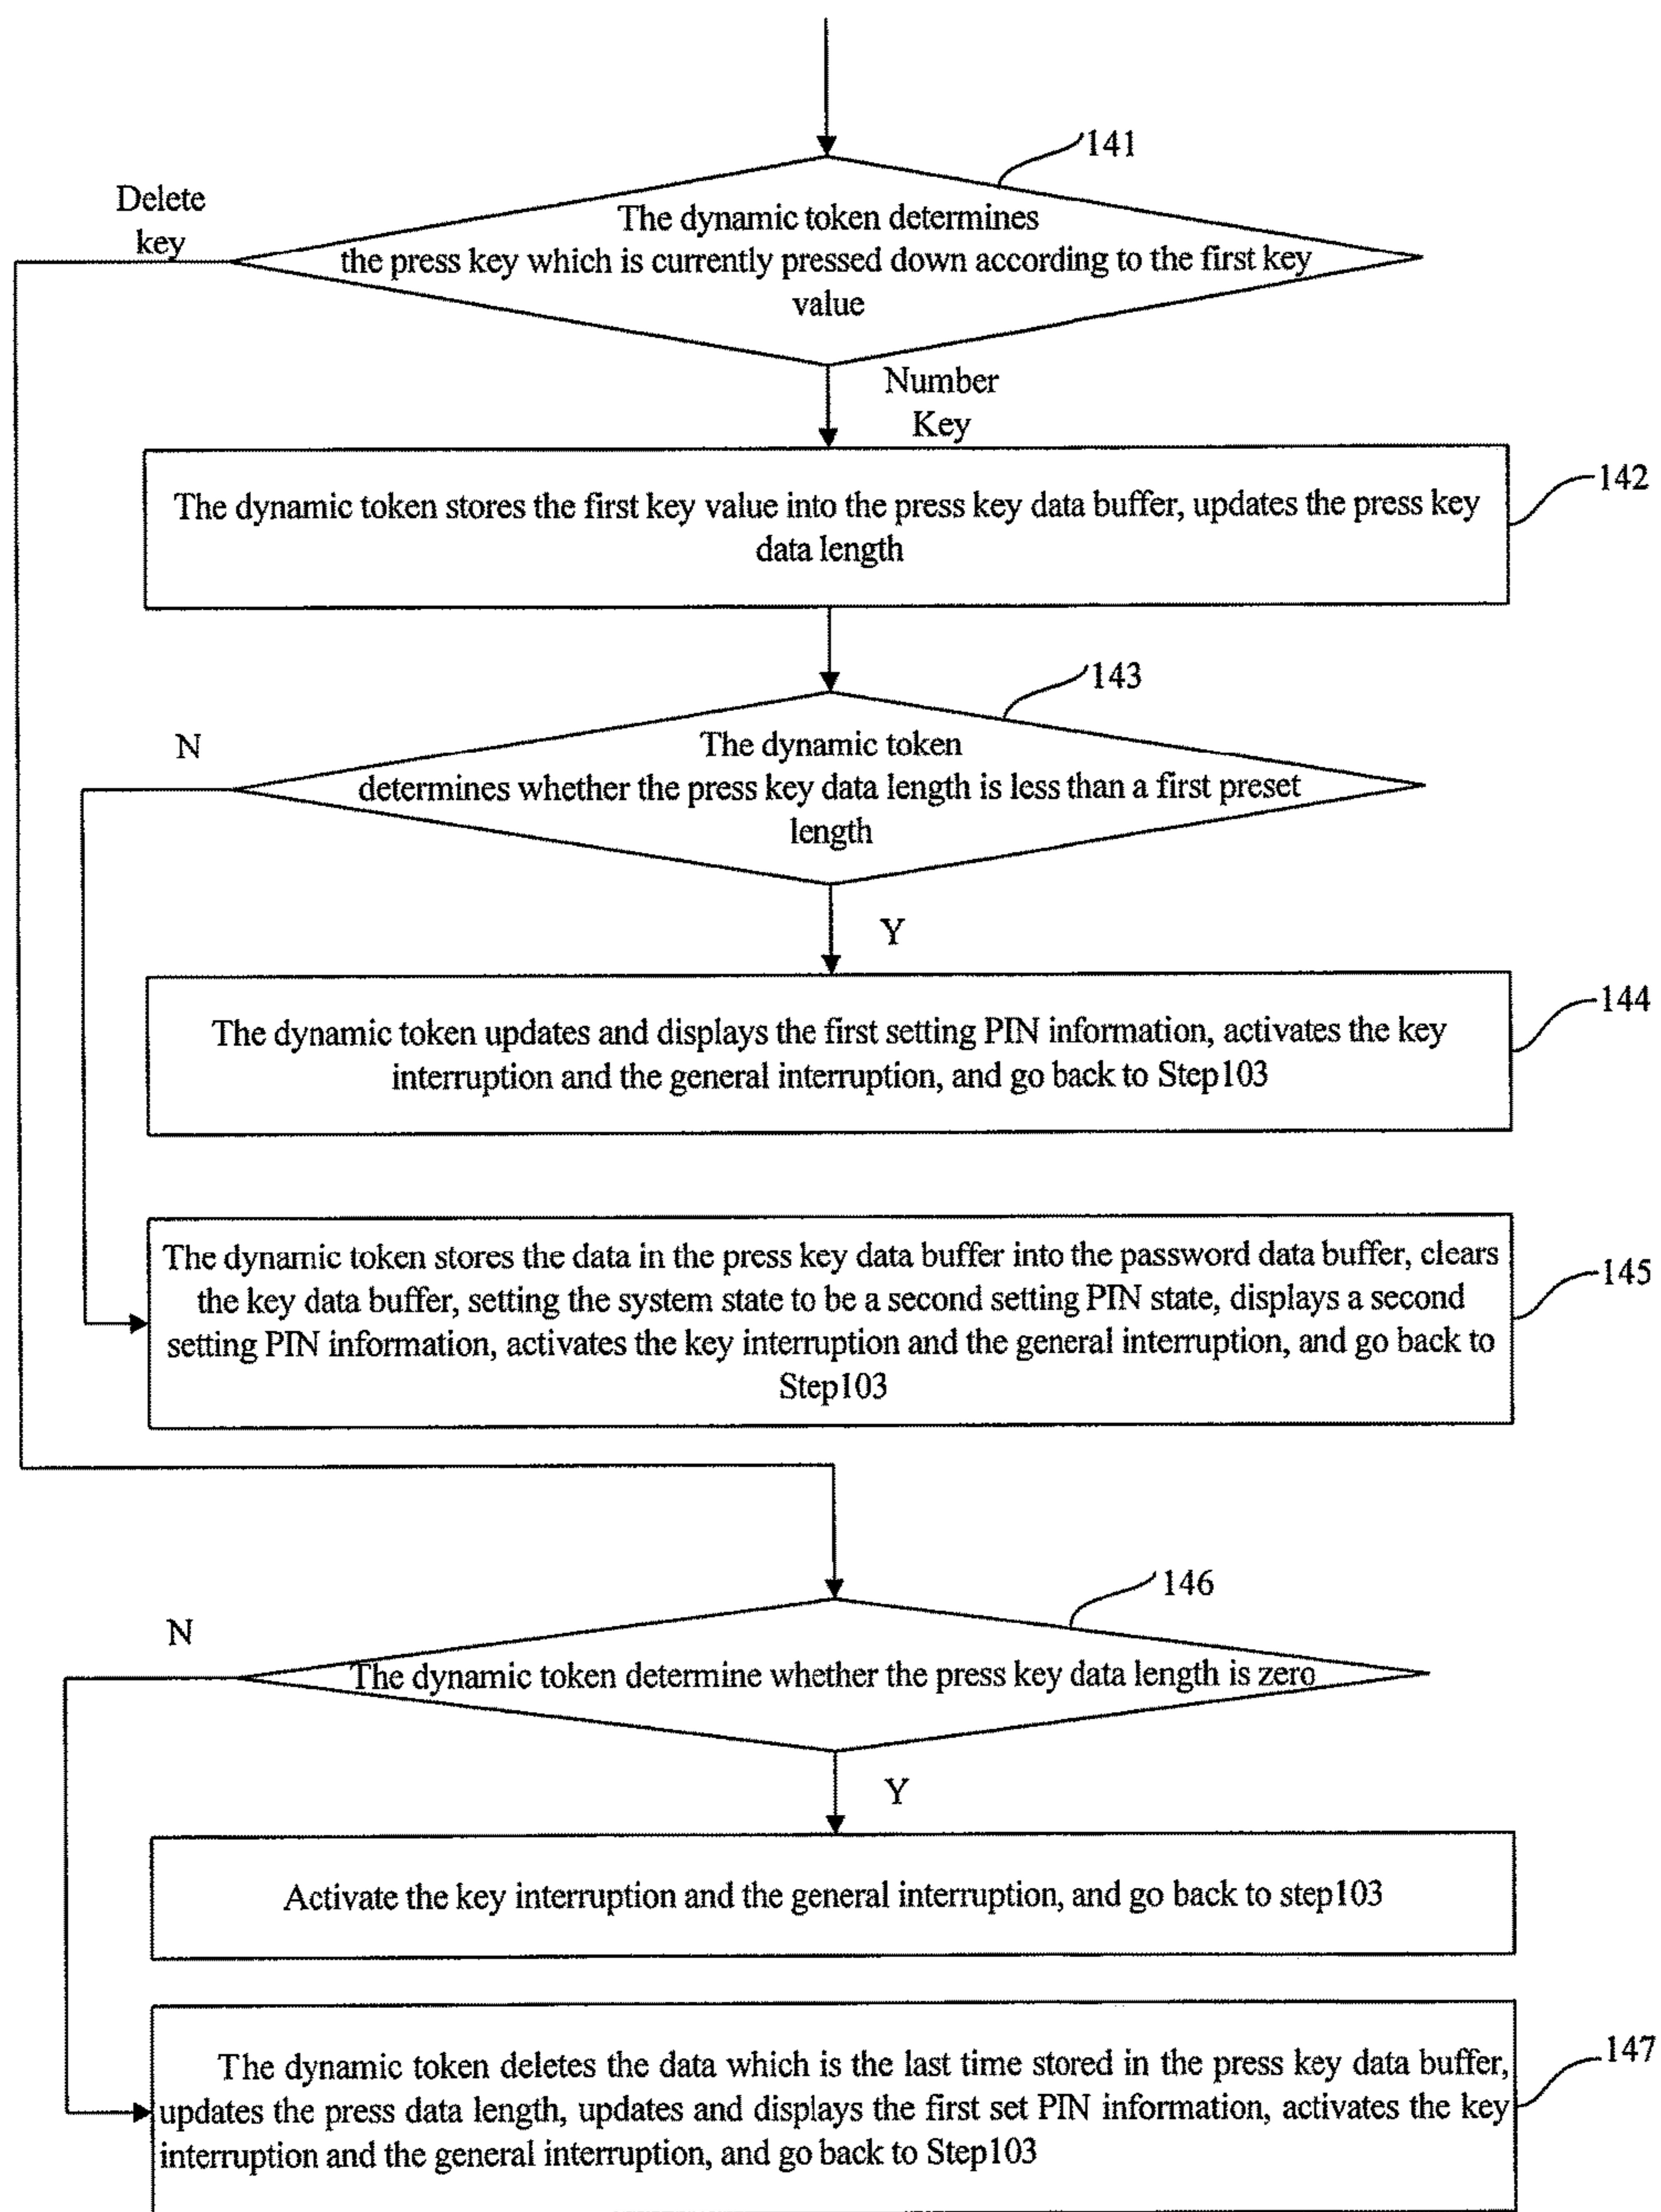 141
Delete
key
The dynamic token determines
the press key which is currently pressed down according to the first key
value
Number
Key
142
The dynamic token stores the first key value into the press key data buffer, updates the press key
data length
143
N
The dynamic token
determines whether the press key data length is less than a first preset
length
Y
144
The dynamic token updates and displays the first setting PIN information, activates the key
interruption and the general interruption, and go back to Step103
145
The dynamic token stores the data in the press key data buffer into the password data buffer, clears
the key data buffer, setting the system state to be a second setting PIN state, displays a second
setting PIN information, activates the key interruption and the general interruption, and go back to
Step103
146
N
The dynamic token determine whether the press key data length is zero
Y
Activate the key interruption and the general interruption, and go back to step103
147
The dynamic token deletes the data which is the last time stored in the press key data buffer,
updates the press data length, updates and displays the first set PIN information, activates the key
interruption and the general interruption, and go back to Step103